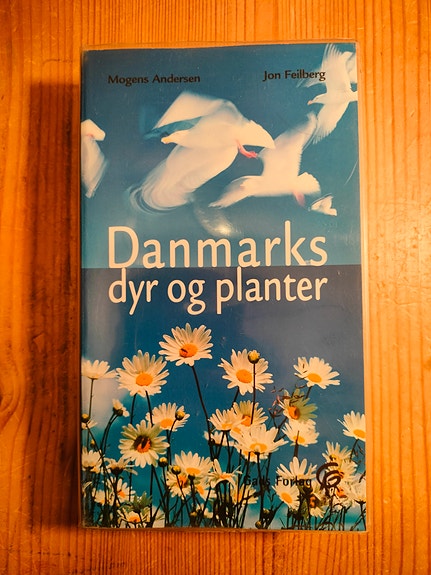 Mogens Andersen Jon Feilberg
Danmarks
dyr og planter
Gads Forlag